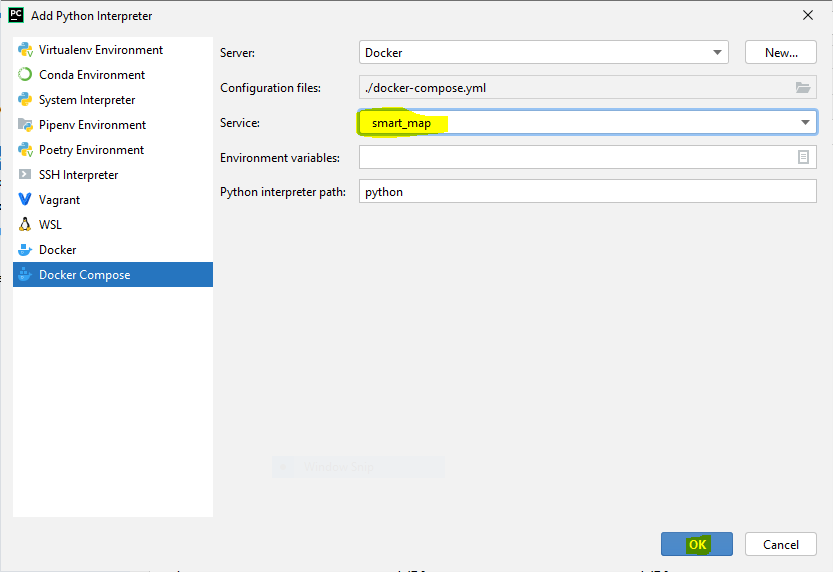 PC Add Python Interpreter
Virtualenv Environment
Conda Environment
System Interpreter
Pipenv Environment
Poetry Environment
SSH Interpreter
Vagrant
WSL
Docker
Docker Compose
Server: Docker New...
Configuration files: ./docker-compose.yml
Service: smart_map
Environment variables:
Python interpreter path: python
Window Snip
OK Cancel